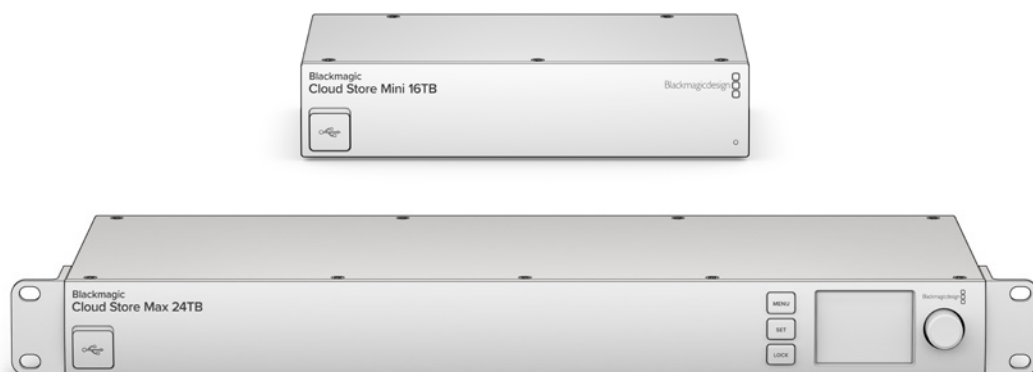 Blackmagic
Cloud Store Mini 16TB
Blackmagicdesign
Blackmagic
Cloud Store Max 24TB
MENU
Blackmagicdesign
SET
LOCK